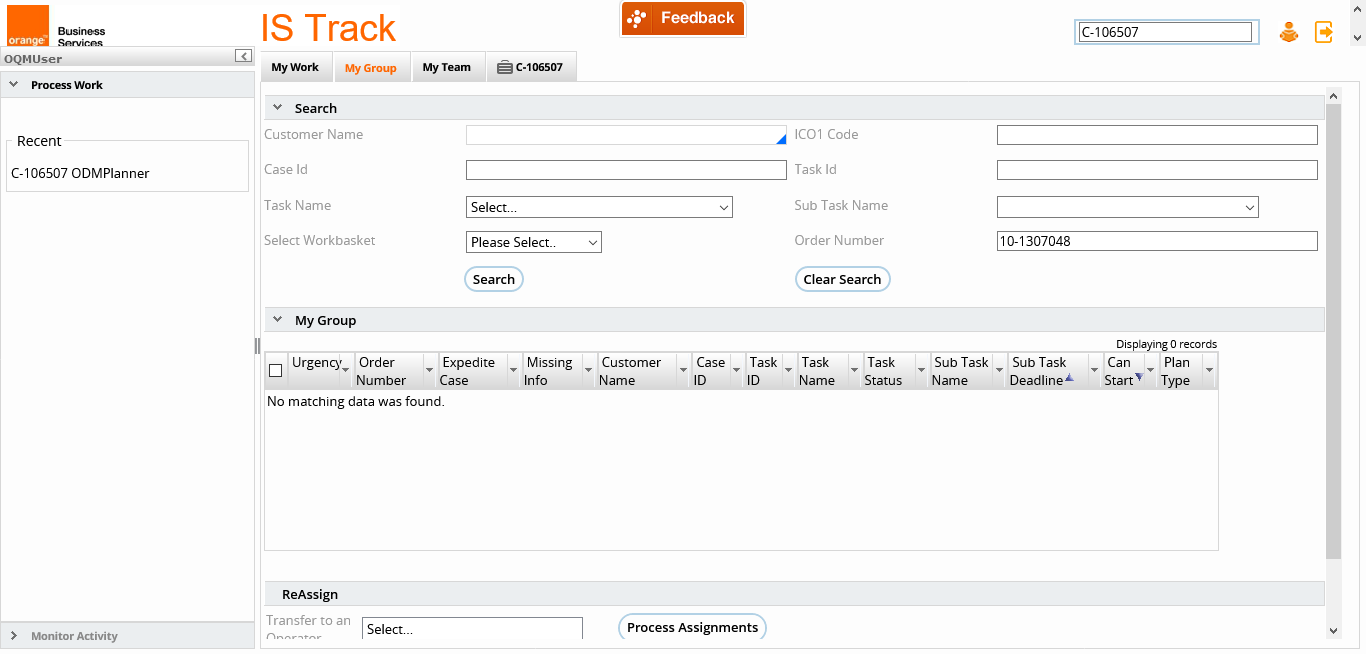 orange™
Business
Services
IS Track
Feedback
C-106507
OQMUser
My Work
My Group
My Team
C-106507
Process Work
Recent
C-106507 ODMPlanner
Monitor Activity
Search
Customer Name
ICO1 Code
Case Id
Task Id
Task Name
Select...
Sub Task Name
Select Workbasket
Please Select..
Order Number
10-1307048
Search
Clear Search
My Group
Displaying 0 records
Urgency
Order
Number
Expedite
Case
Missing
Info
Customer
Name
Case
ID
Task
ID
Task
Name
Task
Status
Sub Task
Name
Sub Task
Deadline
Can
Start
Plan
Type
No matching data was found.
ReAssign
Transfer to an
Operator
Select...
Process Assignments